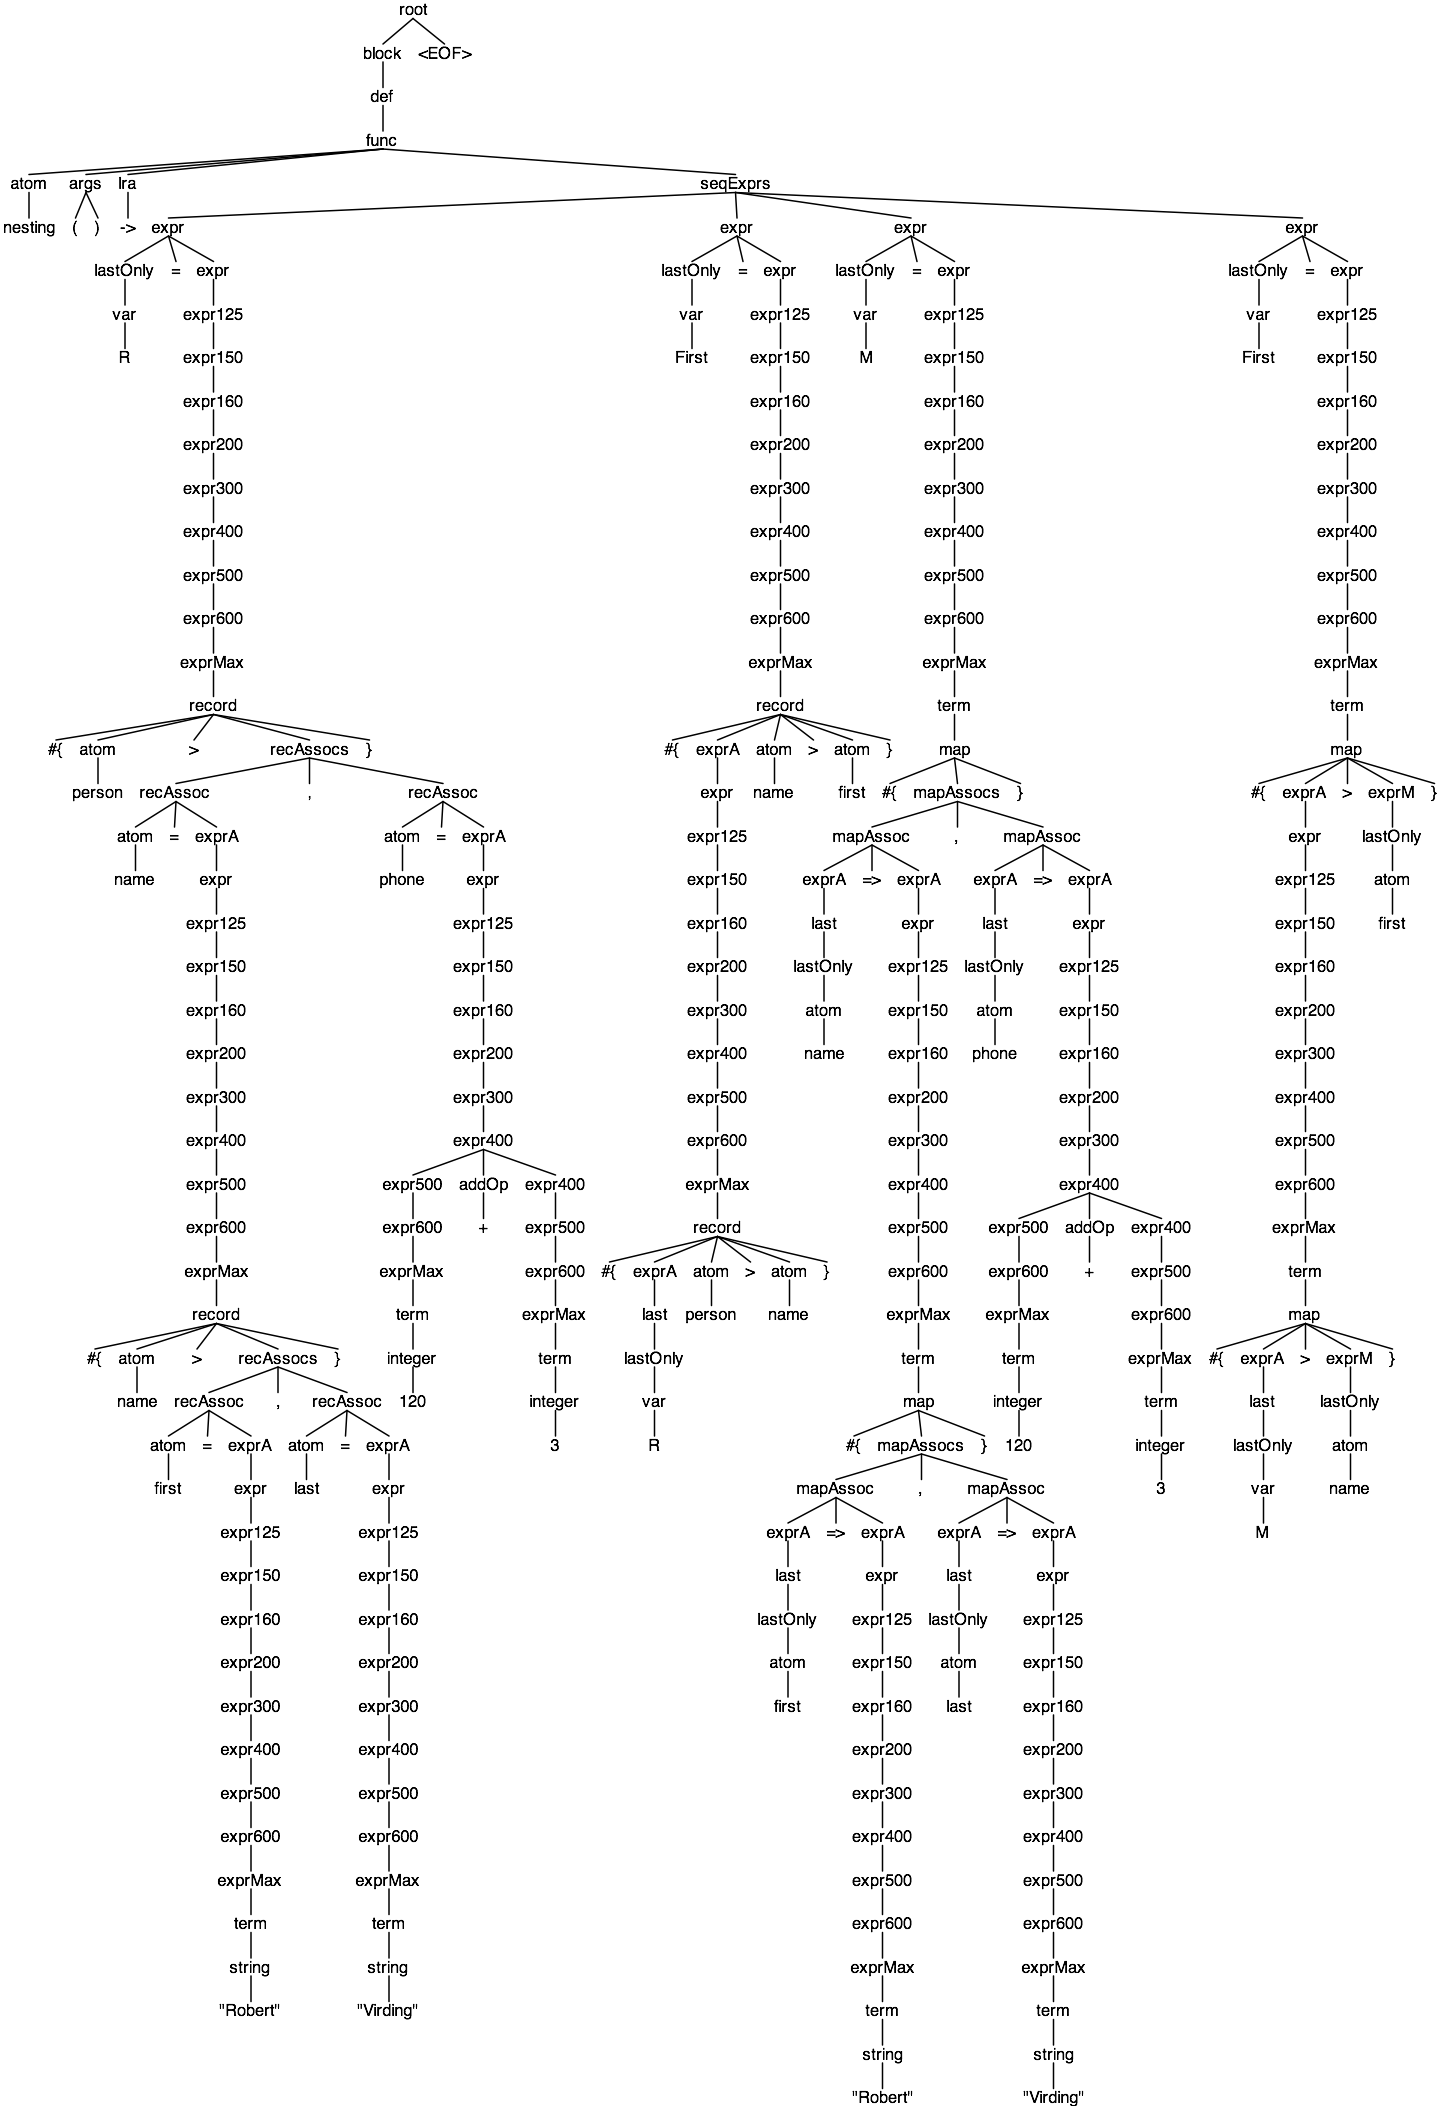 root
block <EOF>
def
func
atom args lra seqExprs
nesting ( ) -> expr expr expr expr
lastOnly = expr lastOnly = expr lastOnly = expr lastOnly = expr
var expr125 var expr125 var expr125 var expr125
R expr150 First expr150 M expr150 First expr150
expr160 expr160 expr160 expr160
expr200 expr200 expr200 expr200
expr300 expr300 expr300 expr300
expr400 expr400 expr400 expr400
expr500 expr500 expr500 expr500
expr600 expr600 expr600 expr600
exprMax exprMax exprMax exprMax
record record term term
#{ atom > recAssocs } #{ exprA atom > atom } map map
person recAssoc , recAssoc expr name first #{ mapAssocs } #{ exprA > exprM }
atom = exprA atom = exprA expr125 mapAssoc , mapAssoc expr lastOnly
name expr phone expr expr150 exprA => exprA exprA => exprA expr125 atom
expr125 expr125 expr160 last expr last expr expr150 first
expr150 expr150 expr200 lastOnly expr125 lastOnly expr125 expr160
expr160 expr160 expr300 atom expr150 atom expr150 expr200
expr200 expr200 expr400 name expr160 phone expr160 expr300
expr300 expr300 expr500 expr200 expr200 expr400
expr400 expr400 expr600 expr300 expr300 expr500
expr500 expr500 addOp expr400 exprMax expr400 expr400 expr600
expr600 expr600 + expr500 record expr500 expr500 addOp expr400 exprMax
exprMax exprMax expr600 #{ exprA atom > atom } expr600 expr600 + expr500 term
record term exprMax last person name exprMax exprMax expr600 map
#{ atom > recAssocs } integer term lastOnly term term exprMax #{ exprA > exprM }
name recAssoc , recAssoc 120 integer var map integer term last lastOnly
atom = exprA atom = exprA 3 R #{ mapAssocs } 120 integer lastOnly atom
first expr last expr mapAssoc , mapAssoc 3 var name
expr125 expr125 exprA => exprA exprA => exprA M
expr150 expr150 last expr last expr
expr160 expr160 lastOnly expr125 lastOnly expr125
expr200 expr200 atom expr150 atom expr150
expr300 expr300 first expr160 last expr160
expr400 expr400 expr200 expr200
expr500 expr500 expr300 expr300
expr600 expr600 expr400 expr400
exprMax exprMax expr500 expr500
term term expr600 expr600
string string exprMax exprMax
"Robert" "Virding" term term
string string
"Robert" "Virding"